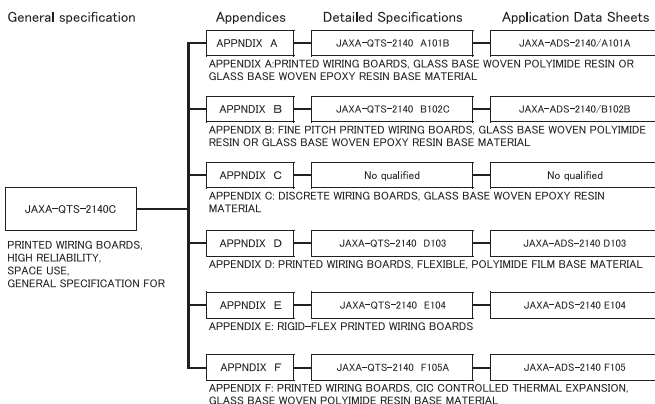 General specification Appendices Detailed Specifications Application Data Sheets
APPNDIX A JAXA-QTS-2140 A101B JAXA-ADS-2140/A101A
APPENDIX A:PRINTED WIRING BOARDS, GLASS BASE WOVEN POLYIMIDE RESIN OR
GLASS BASE WOVEN EPOXY RESIN BASE MATERIAL
APPNDIX B JAXA-QTS-2140 B102C JAXA-ADS-2140/B102B
APPENDIX B: FINE PITCH PRINTED WIRING BOARDS, GLASS BASE WOVEN POLYIMIDE
RESIN OR GLASS BASE WOVEN EPOXY RESIN BASE MATERIAL
APPNDIX C No qualified No qualified
APPENDIX C: DISCRETE WIRING BOARDS, GLASS BASE WOVEN EPOXY RESIN
MATERIAL
JAXA-QTS-2140C
PRINTED WIRING BOARDS,
HIGH RELIABILITY,
SPACE USE,
GENERAL SPECIFICATION FOR
APPNDIX D JAXA-QTS-2140 D103 JAXA-ADS-2140 D103
APPENDIX D: PRINTED WIRING BOARDS, FLEXIBLE, POLYIMIDE FILM BASE MATERIAL
APPNDIX E JAXA-QTS-2140 E104 JAXA-ADS-2140 E104
APPENDIX E: RIGID-FLEX PRINTED WIRING BOARDS
APPNDIX F JAXA-QTS-2140 F105A JAXA-ADS-2140 F105
APPENDIX F: PRINTED WIRING BOARDS, CIC CONTROLLED THERMAL EXPANSION,
GLASS BASE WOVEN POLYIMIDE RESIN BASE MATERIAL